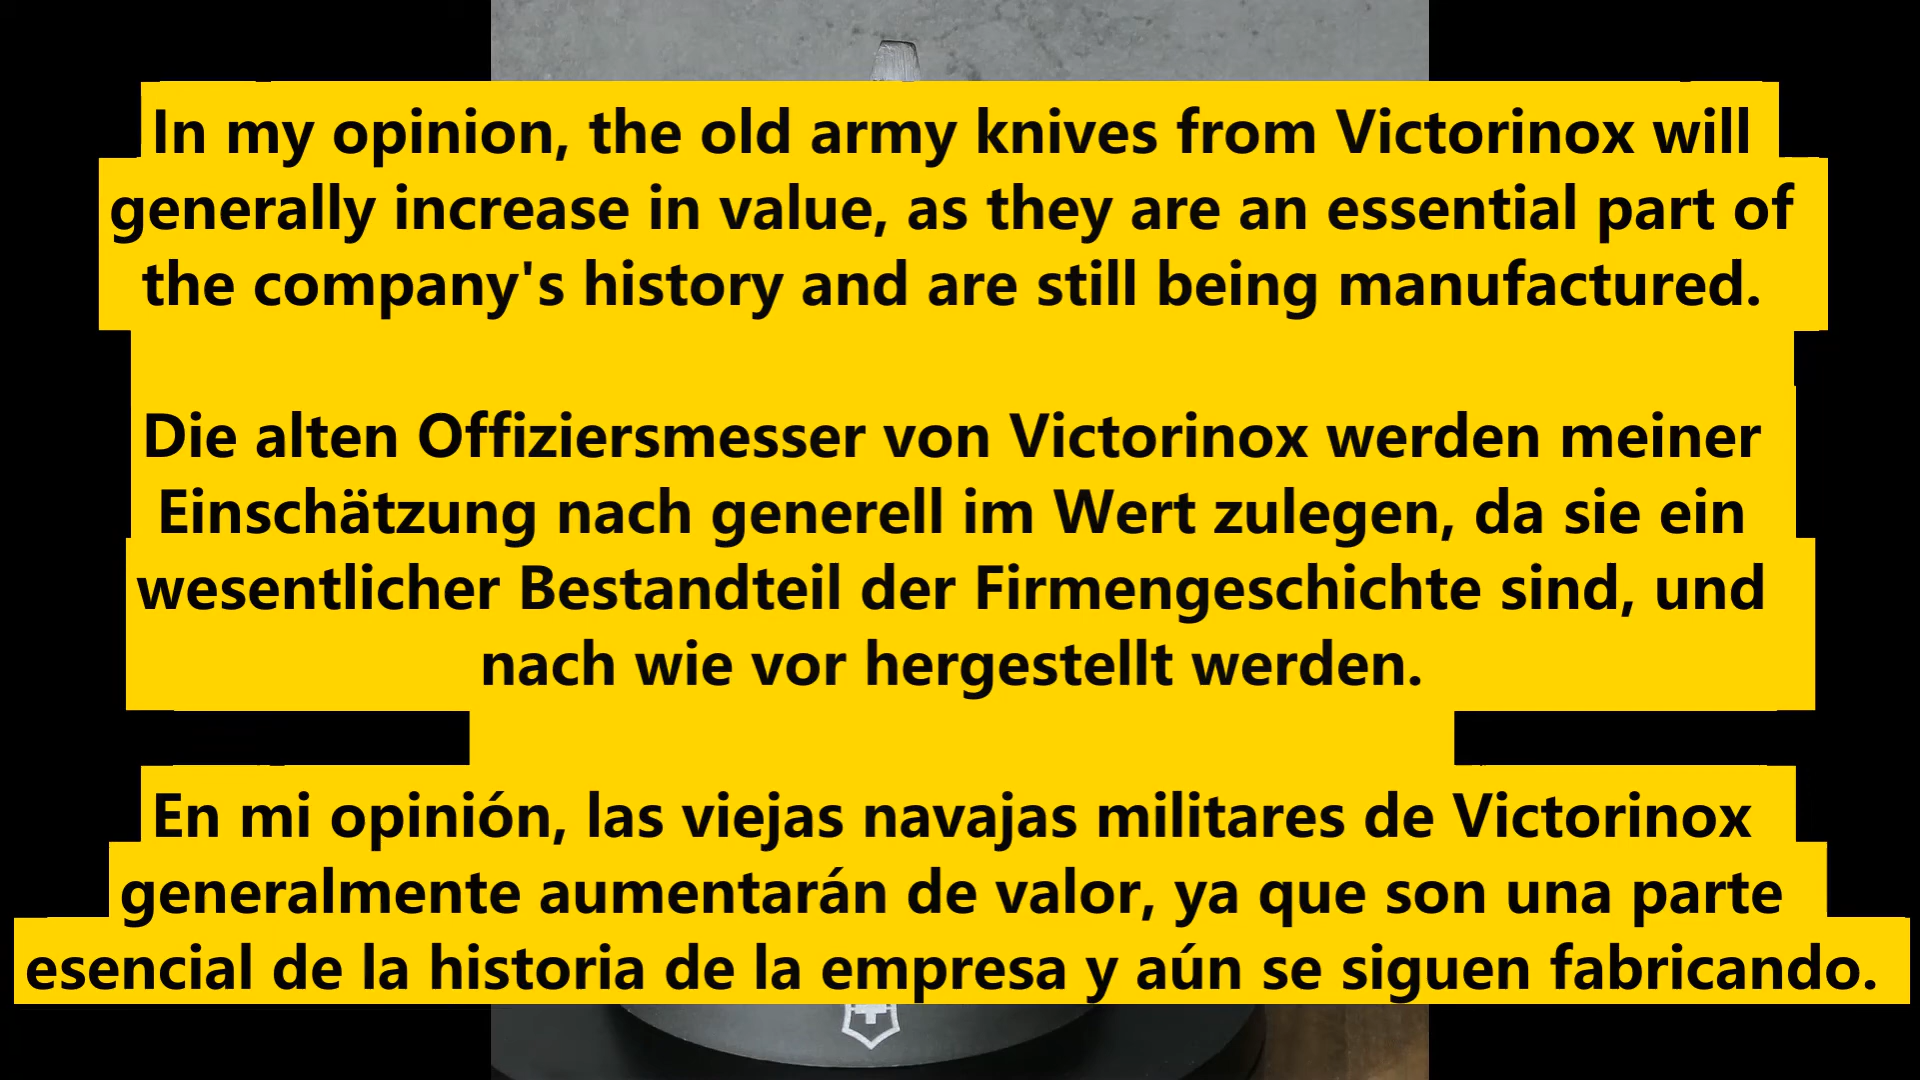 In my opinion, the old army knives from Victorinox will
generally increase in value, as they are an essential part of
the company's history and are still being manufactured.
Die alten Offiziersmesser von Victorinox werden meiner
Einschätzung nach generell im Wert zulegen, da sie ein
wesentlicher Bestandteil der Firmengeschichte sind, und
nach wie vor hergestellt werden.
En mi opinión, las viejas navajas militares de Victorinox
generalmente aumentarán de valor, ya que son una parte
esencial de la historia de la empresa y aún se siguen fabricando.